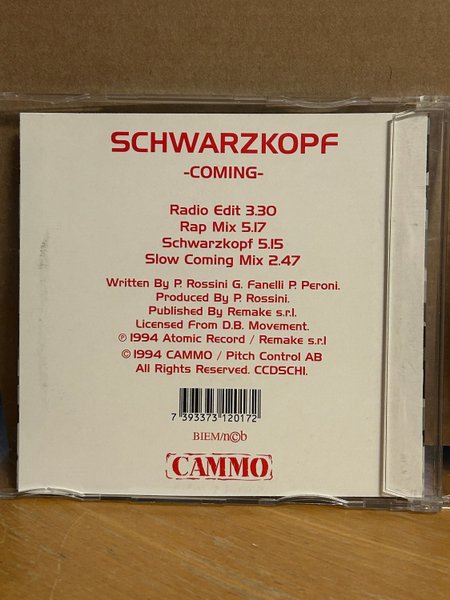 SCHWARZKOPF
-COMING-
Radio Edit 3.30
Rap Mix 5.17
Schwarzkopf 5.15
Slow Coming Mix 2.47
Written By P. Rossini G. Fanelli P. Peroni.
Produced By P. Rossini.
Published By Remake s.r.l.
Licensed From D.B. Movement.
℗ 1994 Atomic Record / Remake s.r.l
© 1994 CAMMO / Pitch Control AB
All Rights Reserved. CCDSCH1.
7 393373 120172
BIEM/n©b
CAMMO